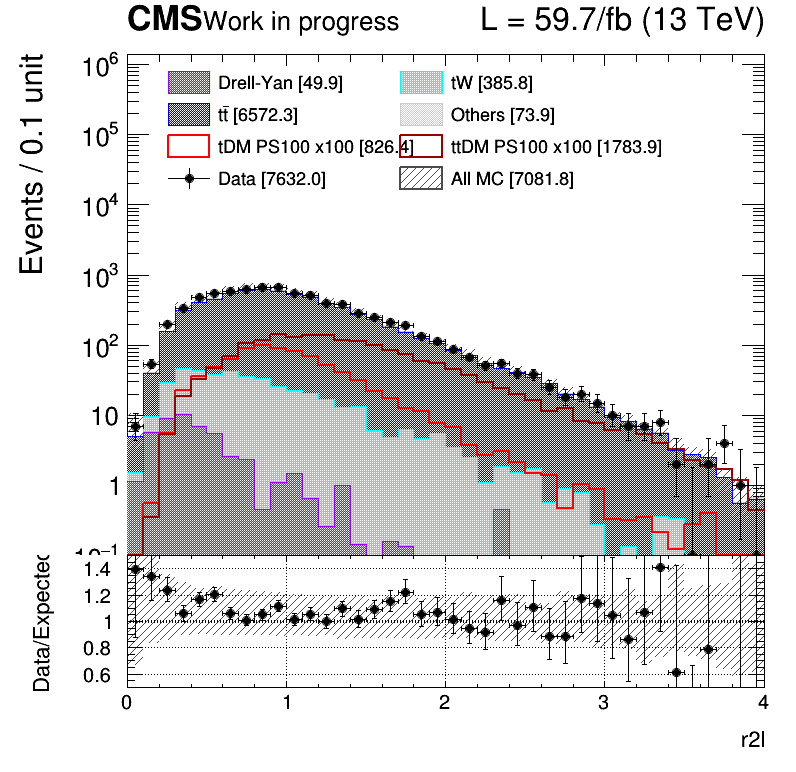 CMS Work in progress L = 59.7/fb (13 TeV)
Events / 0.1 unit
10⁶
Drell-Yan [49.9] tW [385.8]
tt̄ [6572.3] Others [73.9]
10⁵
tDM PS100 x100 [826.4] ttDM PS100 x100 [1783.9]
Data [7632.0] All MC [7081.8]
10⁴
10³
10²
10
1
10⁻¹
Data/Expected
1.4
1.2
1
0.8
0.6
0 1 2 3 4
r2l